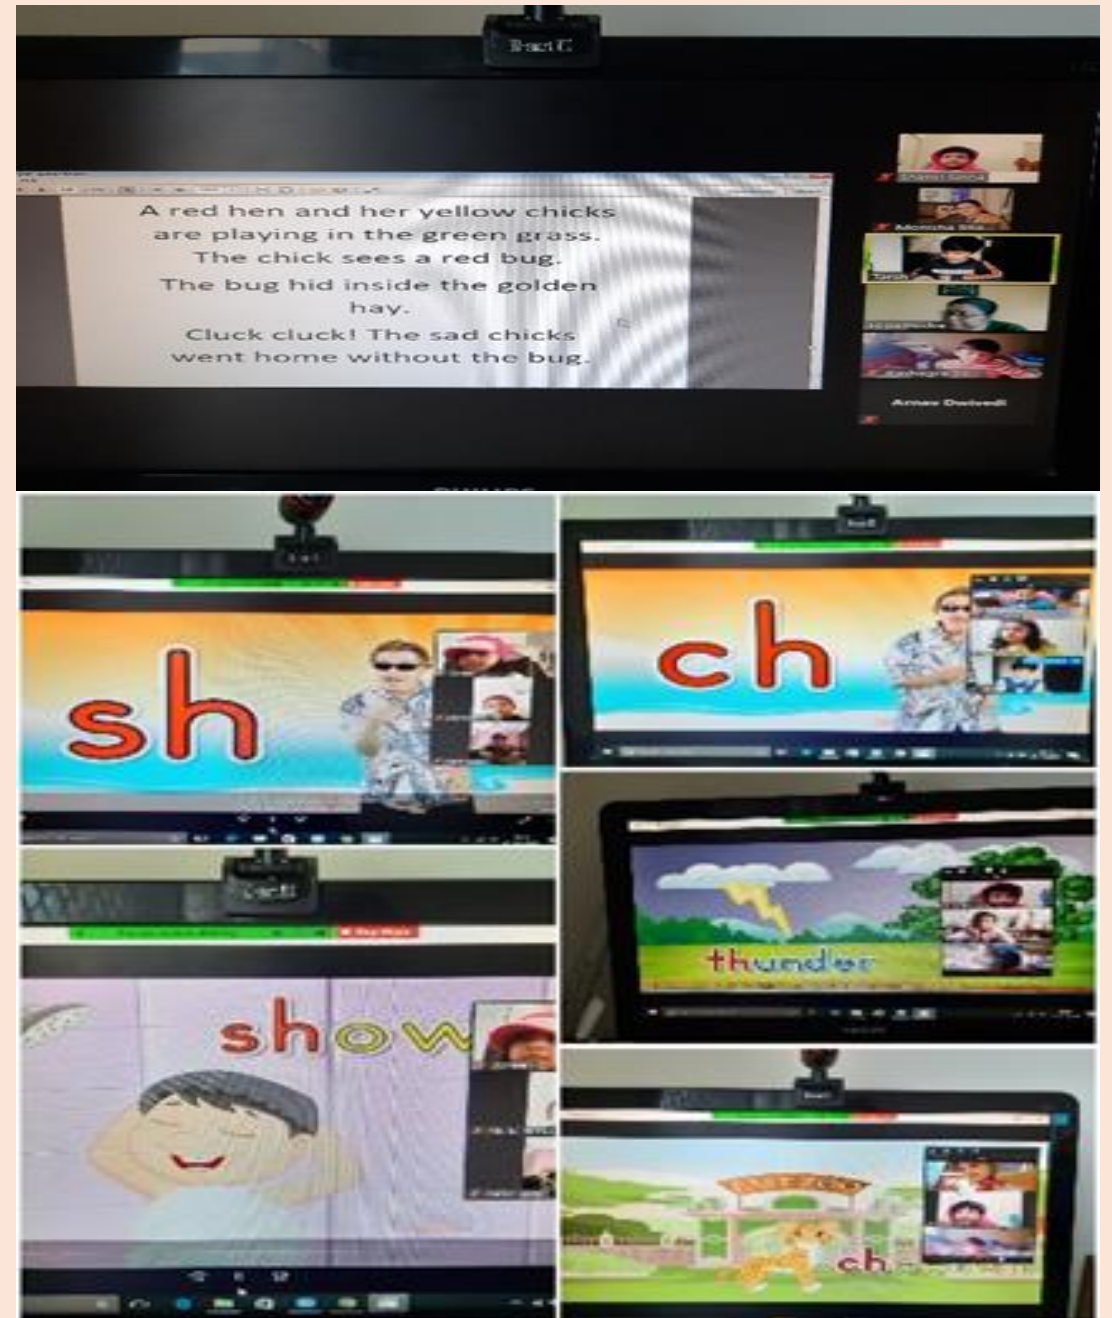 A red hen and her yellow chicks
are playing in the green grass.
The chick sees a red bug.
The bug hid inside the golden
hay.
Cluck cluck! The sad chicks
went home without the bug.
Arnav Dwivedi
sh
ch
thunder
show
ch